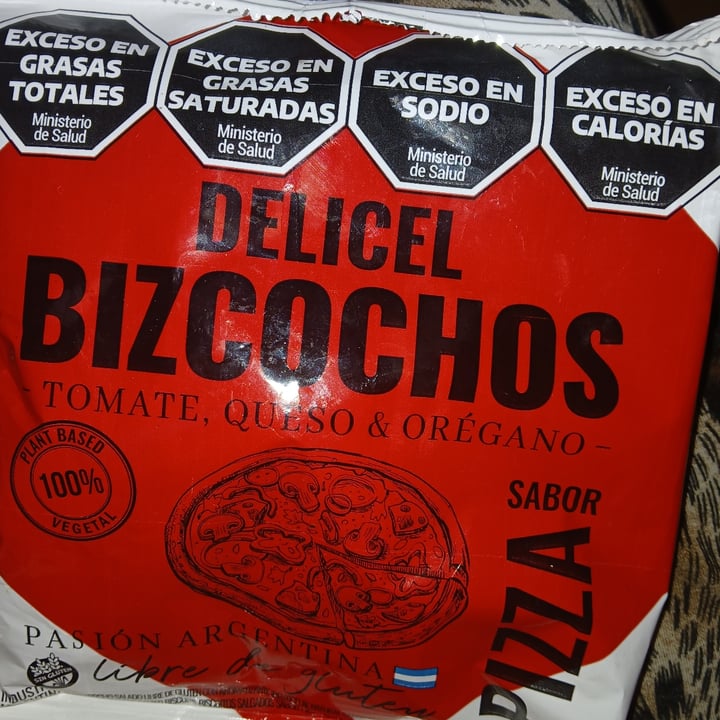 EXCESO EN
GRASAS
TOTALES
Ministerio
de Salud
EXCESO EN
GRASAS
SATURADAS
Ministerio
de Salud
EXCESO EN
SODIO
Ministerio
de Salud
EXCESO EN
CALORÍAS
Ministerio
de Salud
DELICEL
BIZCOCHOS
- TOMATE, QUESO & ORÉGANO -
PLANT BASED
100%
VEGETAL
SABOR
PIZZA
PASIÓN ARGENTINA
libre de gluten
SIN GLUTEN